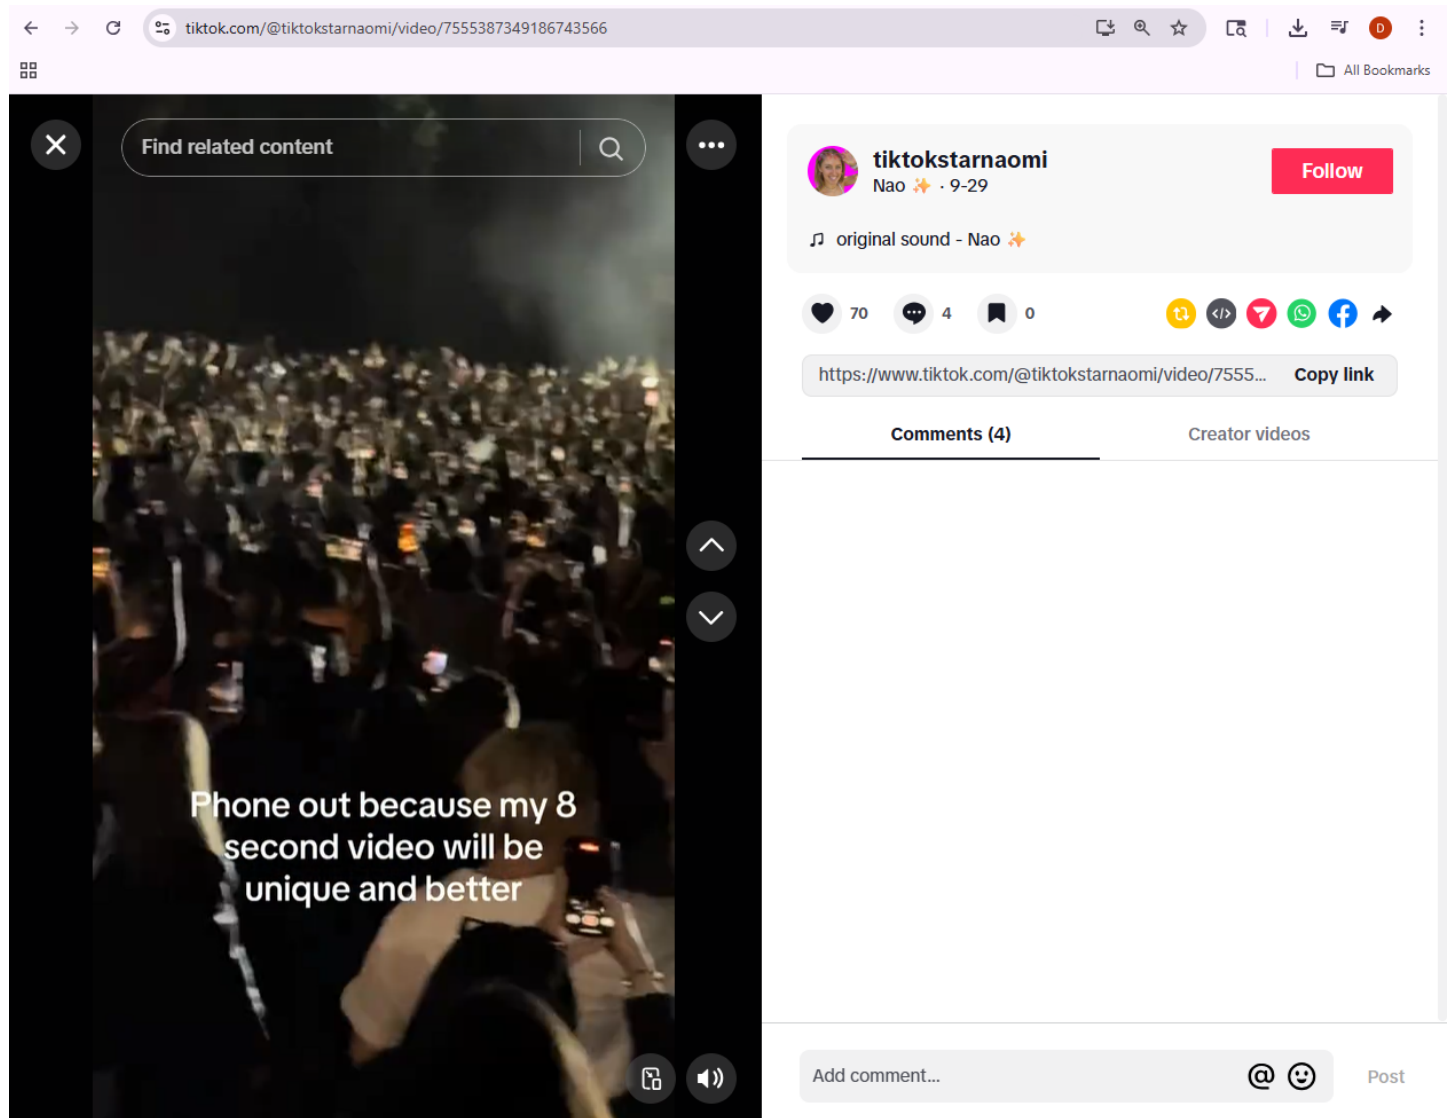 tiktok.com/@tiktokstarnaomi/video/7555387349186743566
D
All Bookmarks
Find related content
Phone out because my 8
second video will be
unique and better
tiktokstarnaomi
Nao ✨ · 9-29
Follow
original sound - Nao ✨
70
4
0
https://www.tiktok.com/@tiktokstarnaomi/video/7555...
Copy link
Comments (4)
Creator videos
Add comment...
Post